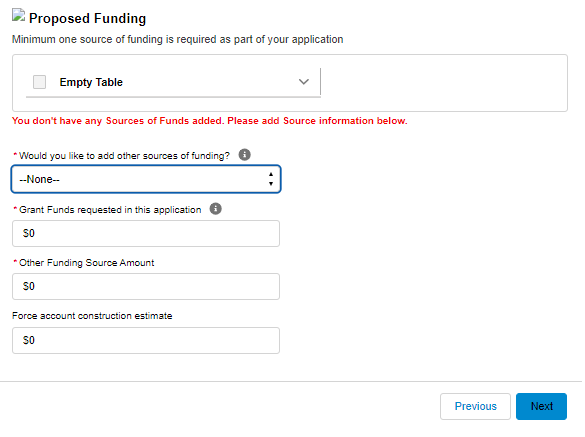 Proposed Funding
Minimum one source of funding is required as part of your application
Empty Table
You don't have any Sources of Funds added. Please add Source information below.
* Would you like to add other sources of funding?
--None--
* Grant Funds requested in this application
$0
* Other Funding Source Amount
$0
Force account construction estimate
$0
Previous
Next